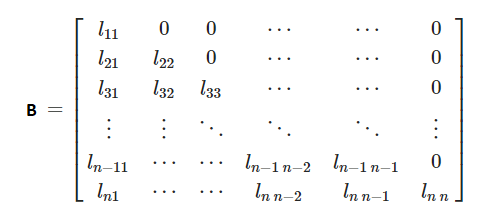 l₁₁ 0 0 ⋯ ⋯ 0
l₂₁ l₂₂ 0 ⋯ ⋯ 0
l₃₁ l₃₂ l₃₃ ⋯ ⋯ 0
B = ⋮ ⋮ ⋱ ⋱ ⋱ ⋮
lₙ₋₁₁ ⋯ ⋯ lₙ₋₁ ₙ₋₂ lₙ₋₁ ₙ₋₁ 0
lₙ₁ ⋯ ⋯ lₙ ₙ₋₂ lₙ ₙ₋₁ lₙ ₙ